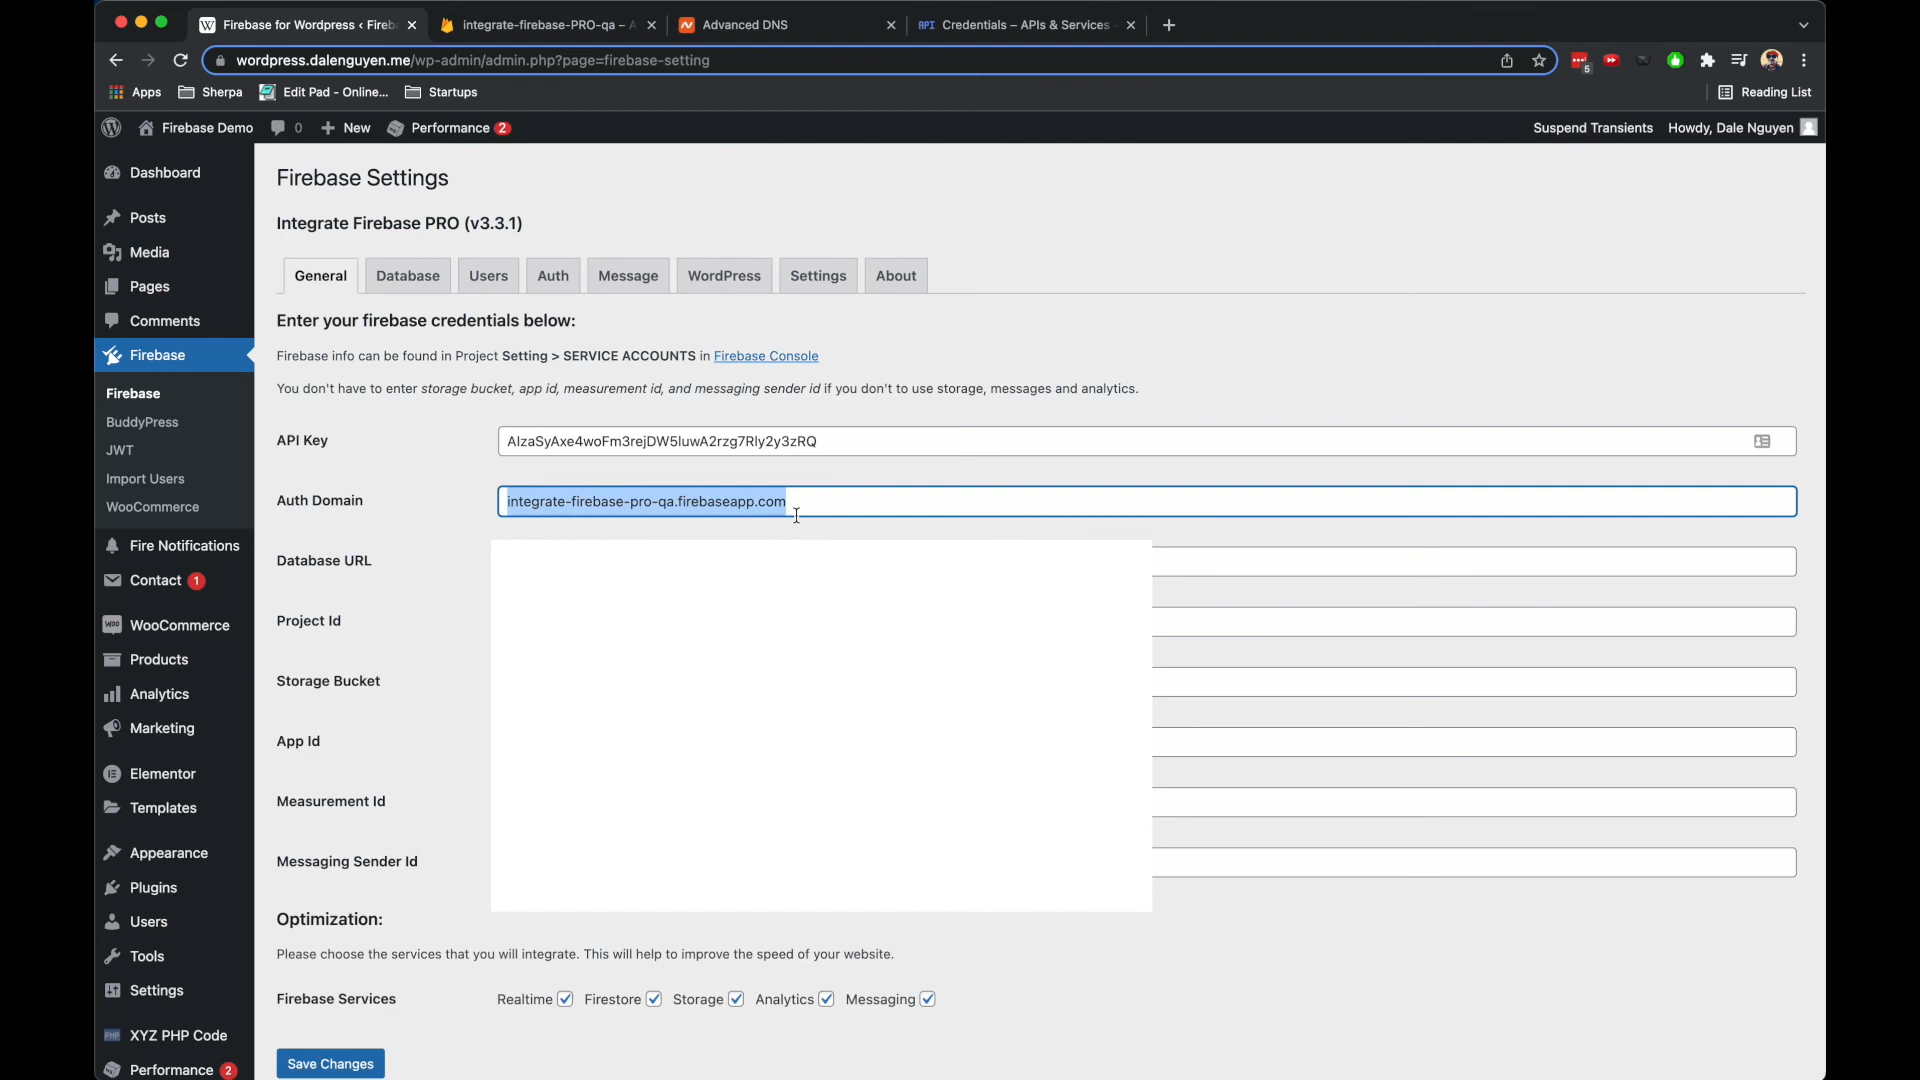 Firebase for Wordpress ‹ Fireb
integrate-firebase-PRO-qa – A
Advanced DNS
API Credentials – APIs & Services
wordpress.dalenguyen.me/wp-admin/admin.php?page=firebase-setting
5
Apps
Sherpa
Edit Pad - Online...
Startups
Reading List
Firebase Demo
0
New
Performance 2
Suspend Transients
Howdy, Dale Nguyen
Dashboard
Posts
Media
Pages
Comments
Firebase
Firebase
BuddyPress
JWT
Import Users
WooCommerce
Fire Notifications
Contact 1
WooCommerce
Products
Analytics
Marketing
Elementor
Templates
Appearance
Plugins
Users
Tools
Settings
PHP XYZ PHP Code
Performance 2
Firebase Settings
Integrate Firebase PRO (v3.3.1)
General
Database
Users
Auth
Message
WordPress
Settings
About
Enter your firebase credentials below:
Firebase info can be found in Project Setting > SERVICE ACCOUNTS in Firebase Console
You don't have to enter storage bucket, app id, measurement id, and messaging sender id if you don't to use storage, messages and analytics.
API Key
AIzaSyAxe4woFm3rejDW5luwA2rzg7Rly2y3zRQ
Auth Domain
integrate-firebase-pro-qa.firebaseapp.com
Database URL
Project Id
Storage Bucket
App Id
Measurement Id
Messaging Sender Id
Optimization:
Please choose the services that you will integrate. This will help to improve the speed of your website.
Firebase Services
Realtime
Firestore
Storage
Analytics
Messaging
Save Changes